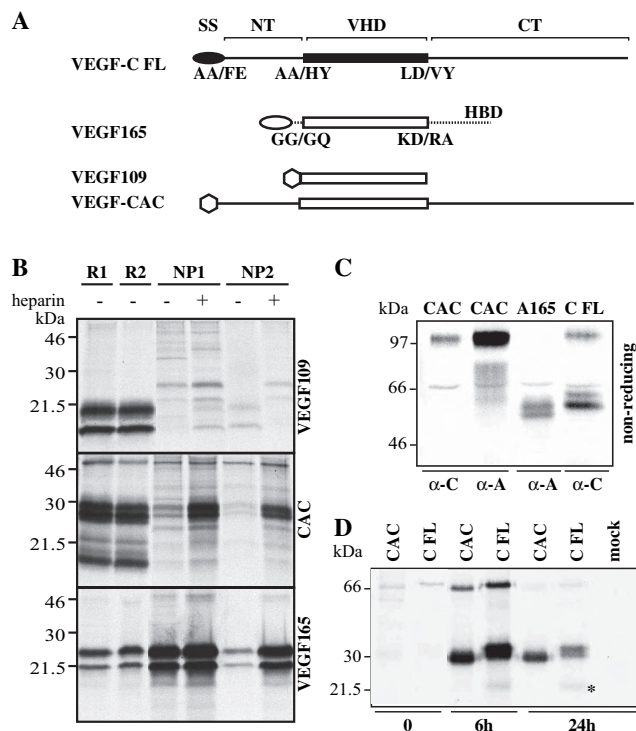 A
SS NT VHD CT
VEGF-C FL
AA/FE AA/HY LD/VY
HBD
VEGF165
GG/GQ KD/RA
VEGF109
VEGF-CAC
B
R1 R2 NP1 NP2
heparin - - - + - +
kDa
46
30
21.5
VEGF109
46
30
21.5
CAC
46
30
21.5
VEGF165
C
kDa CAC CAC A165 C FL
97
66
46
non-reducing
α-C α-A α-A α-C
D
kDa CAC C FL CAC C FL CAC C FL mock
66
30
21.5 *
0 6h 24h